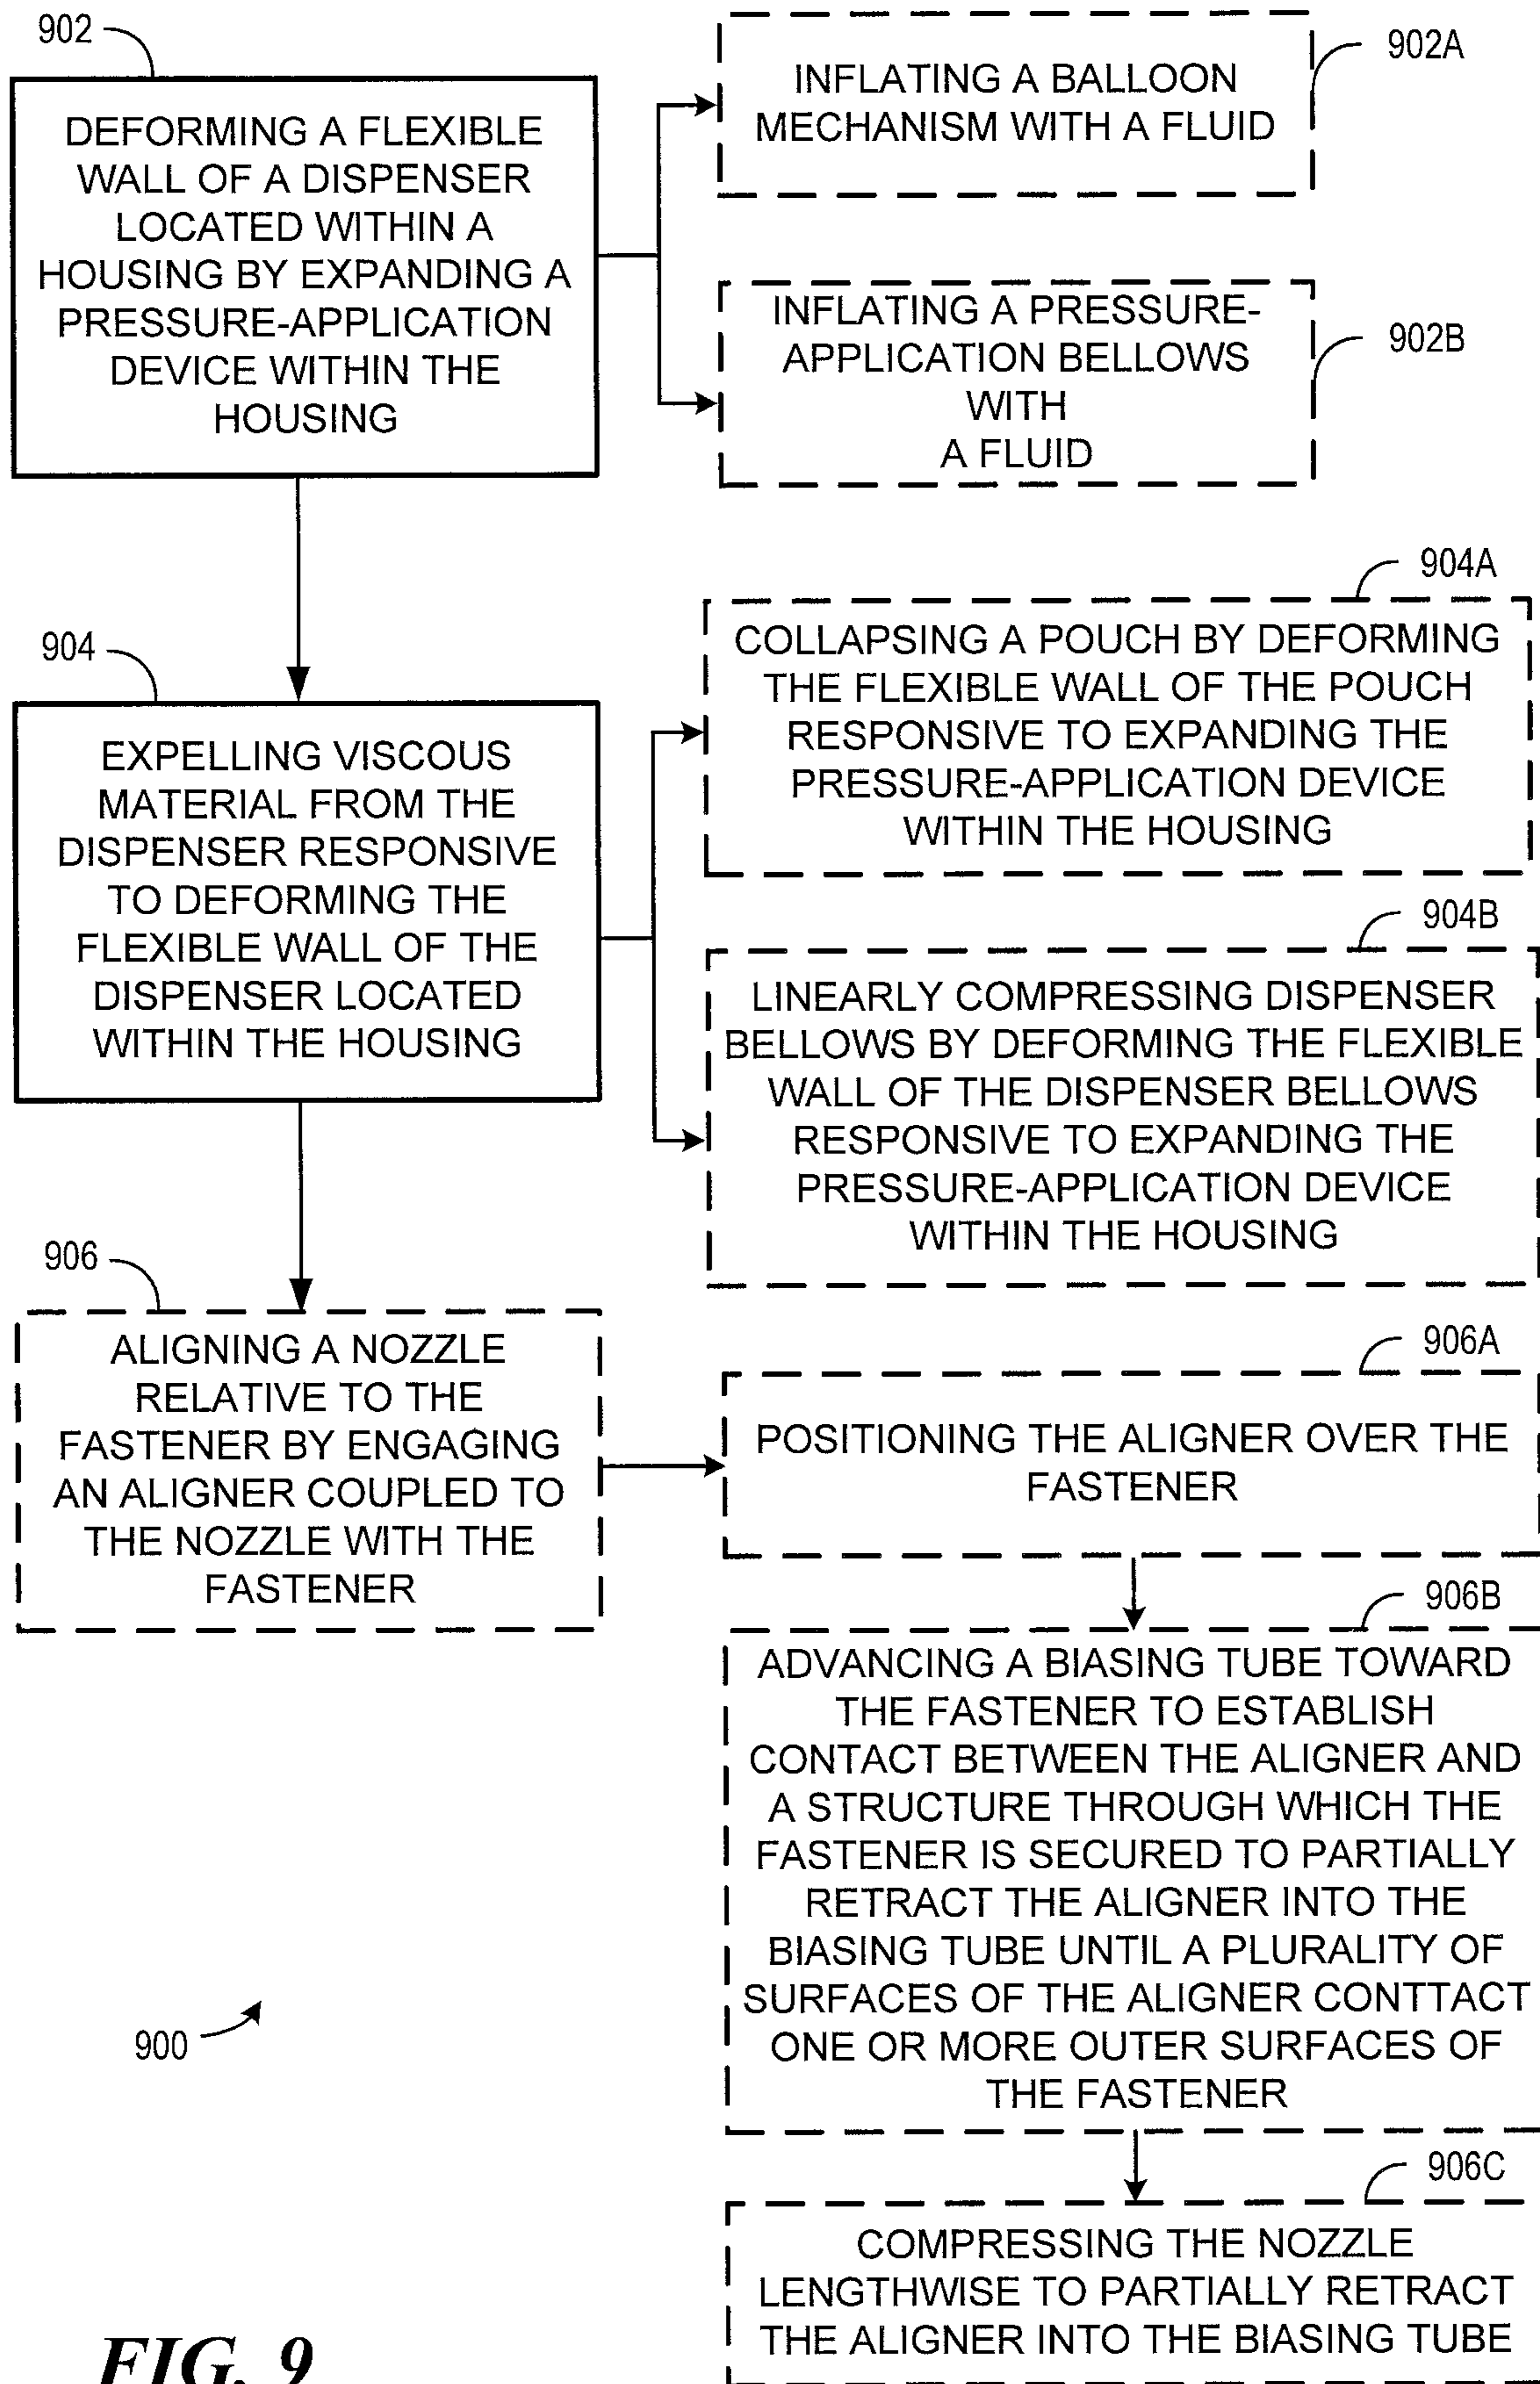 902
DEFORMING A FLEXIBLE
WALL OF A DISPENSER
LOCATED WITHIN A
HOUSING BY EXPANDING A
PRESSURE-APPLICATION
DEVICE WITHIN THE
HOUSING
902A
INFLATING A BALLOON
MECHANISM WITH A FLUID
902B
INFLATING A PRESSURE-
APPLICATION BELLOWS
WITH
A FLUID
904
EXPELLING VISCOUS
MATERIAL FROM THE
DISPENSER RESPONSIVE
TO DEFORMING THE
FLEXIBLE WALL OF THE
DISPENSER LOCATED
WITHIN THE HOUSING
904A
COLLAPSING A POUCH BY DEFORMING
THE FLEXIBLE WALL OF THE POUCH
RESPONSIVE TO EXPANDING THE
PRESSURE-APPLICATION DEVICE
WITHIN THE HOUSING
904B
LINEARLY COMPRESSING DISPENSER
BELLOWS BY DEFORMING THE FLEXIBLE
WALL OF THE DISPENSER BELLOWS
RESPONSIVE TO EXPANDING THE
PRESSURE-APPLICATION DEVICE
WITHIN THE HOUSING
906
ALIGNING A NOZZLE
RELATIVE TO THE
FASTENER BY ENGAGING
AN ALIGNER COUPLED TO
THE NOZZLE WITH THE
FASTENER
906A
POSITIONING THE ALIGNER OVER THE
FASTENER
906B
ADVANCING A BIASING TUBE TOWARD
THE FASTENER TO ESTABLISH
CONTACT BETWEEN THE ALIGNER AND
A STRUCTURE THROUGH WHICH THE
FASTENER IS SECURED TO PARTIALLY
RETRACT THE ALIGNER INTO THE
BIASING TUBE UNTIL A PLURALITY OF
SURFACES OF THE ALIGNER CONTTACT
ONE OR MORE OUTER SURFACES OF
THE FASTENER
906C
COMPRESSING THE NOZZLE
LENGTHWISE TO PARTIALLY RETRACT
THE ALIGNER INTO THE BIASING TUBE
900
FIG. 9